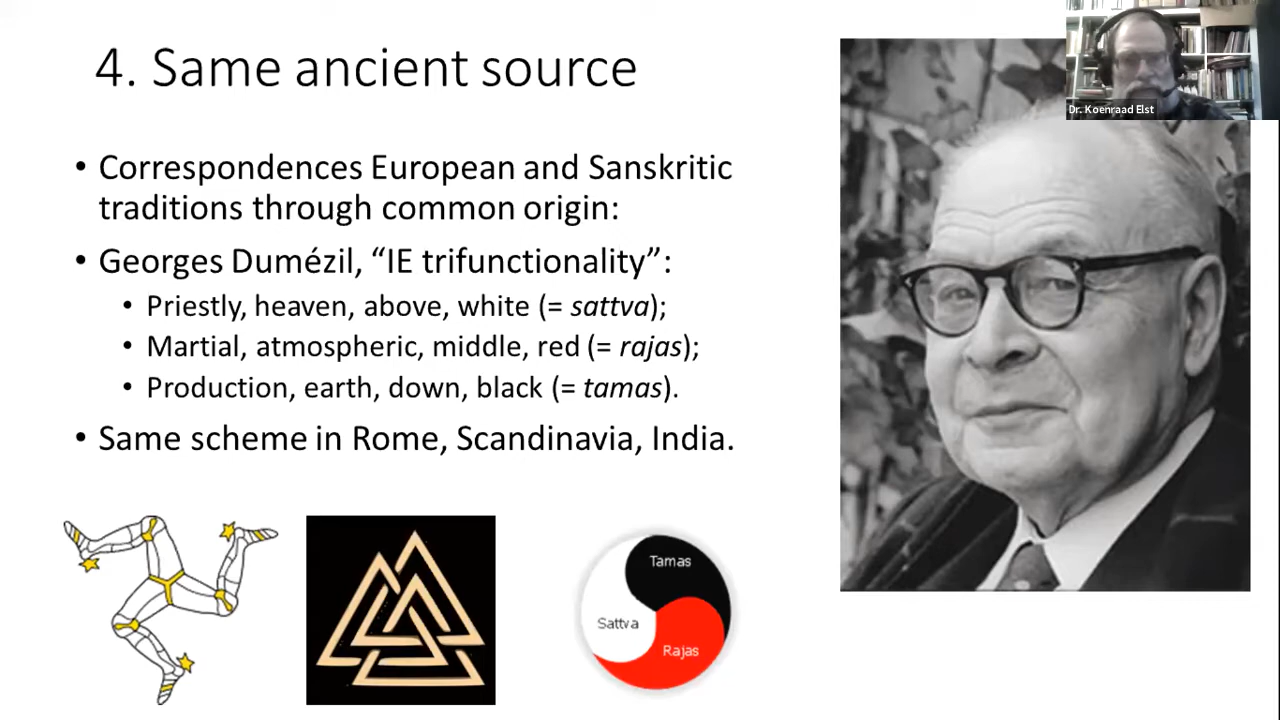 4. Same ancient source
Dr. Koenraad Elst
• Correspondences European and Sanskritic
traditions through common origin:
• Georges Dumézil, “IE trifunctionality”:
• Priestly, heaven, above, white (= sattva);
• Martial, atmospheric, middle, red (= rajas);
• Production, earth, down, black (= tamas).
• Same scheme in Rome, Scandinavia, India.
Tamas
Sattva
Rajas